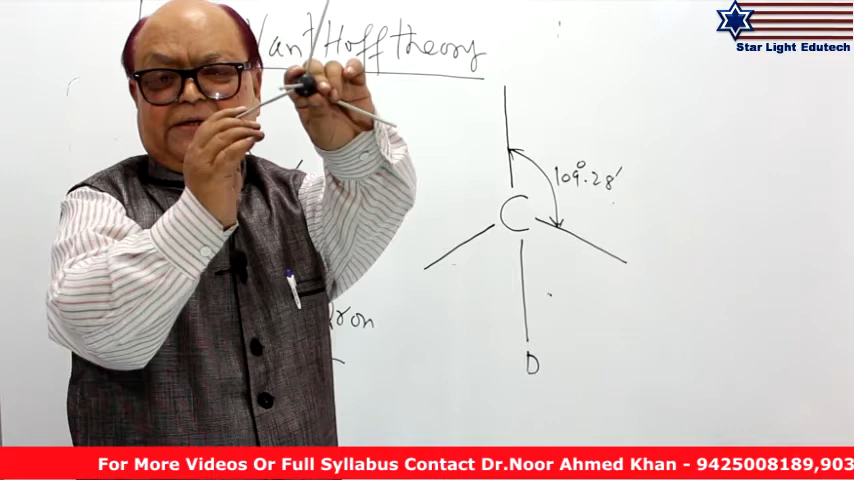 Van't Hoff theory
Star Light Edutech
109°.28'
C
D
For More Videos Or Full Syllabus Contact Dr.Noor Ahmed Khan - 9425008189,903